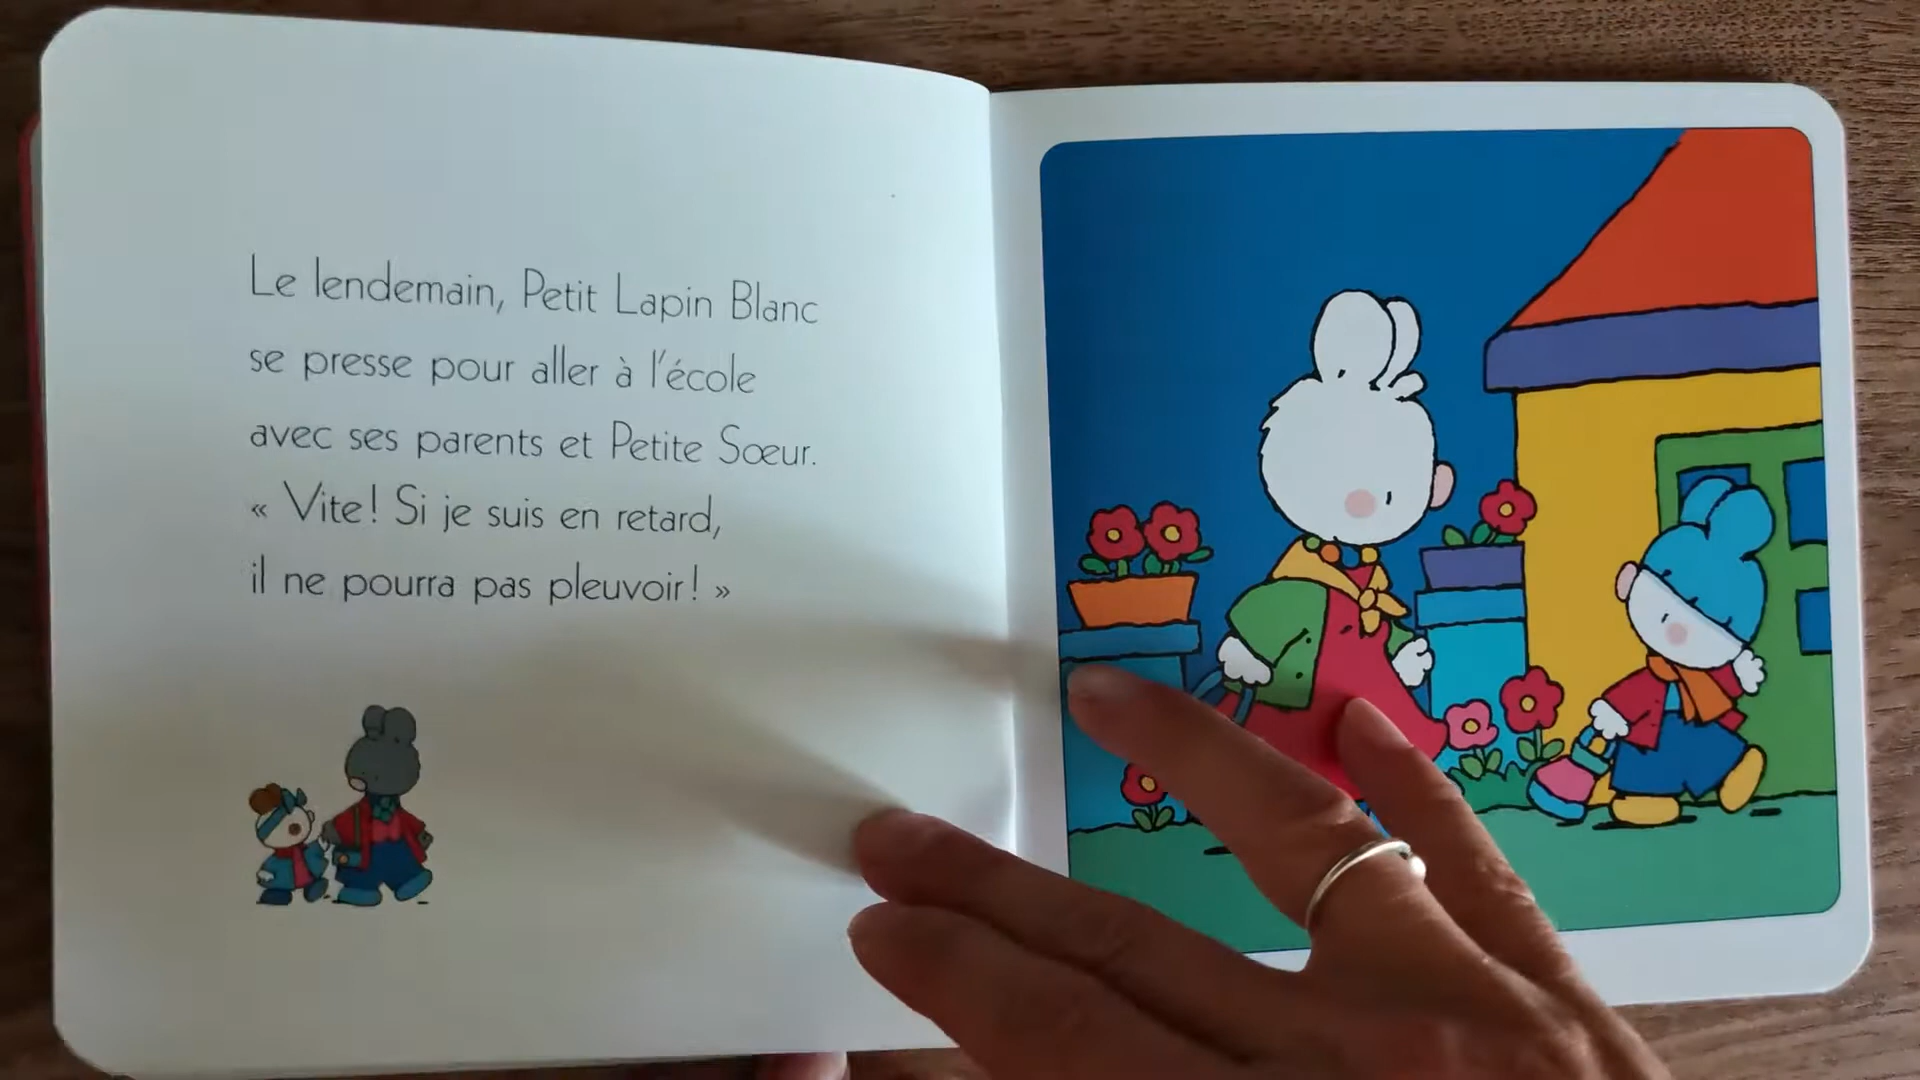 Le lendemain, Petit Lapin Blanc
se presse pour aller à l'école
avec ses parents et Petite Sœur.
« Vite! Si je suis en retard,
il ne pourra pas pleuvoir! »